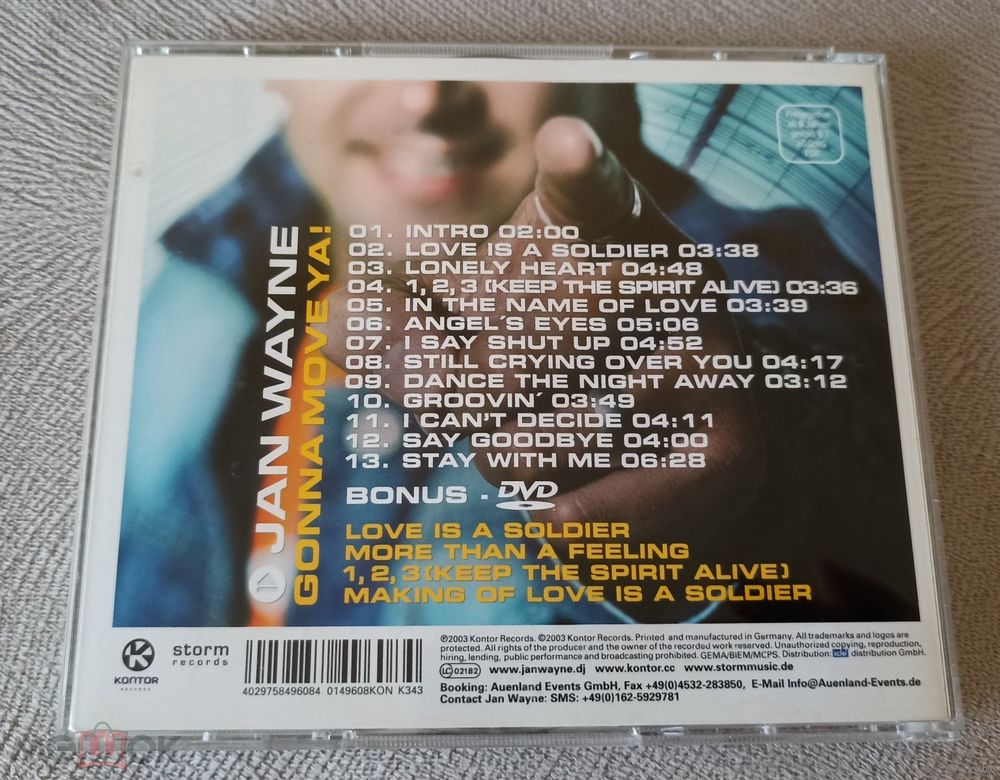 JAN WAYNE
GONNA MOVE YA!
01. INTRO 02:00
02. LOVE IS A SOLDIER 03:38
03. LONELY HEART 04:48
04. 1, 2, 3 (KEEP THE SPIRIT ALIVE) 03:36
05. IN THE NAME OF LOVE 03:39
06. ANGEL´S EYES 05:06
07. I SAY SHUT UP 04:52
08. STILL CRYING OVER YOU 04:17
09. DANCE THE NIGHT AWAY 03:12
10. GROOVIN´ 03:49
11. I CAN'T DECIDE 04:11
12. SAY GOODBYE 04:00
13. STAY WITH ME 06:28
BONUS - DVD
LOVE IS A SOLDIER
MORE THAN A FEELING
1, 2, 3 (KEEP THE SPIRIT ALIVE)
MAKING OF LOVE IS A SOLDIER
K
KONTOR
RECORDS
storm
records
4029758496084 0149608KON K343
℗2003 Kontor Records. ©2003 Kontor Records. Printed and manufactured in Germany. All trademarks and logos are
protected. All rights of the producer and the owner of the recorded work reserved. Unauthorized copying, reproduction,
hiring, lending, public performance and broadcasting prohibited. GEMA/BIEM/MCPS. Distribution: edel distribution GmbH.
LC 02182 www.janwayne.dj www.kontor.cc www.stormmusic.de
Booking: Auenland Events GmbH, Fax +49(0)4532-283850, E-Mail Info@Auenland-Events.de
Contact Jan Wayne: SMS: +49(0)162-5929781